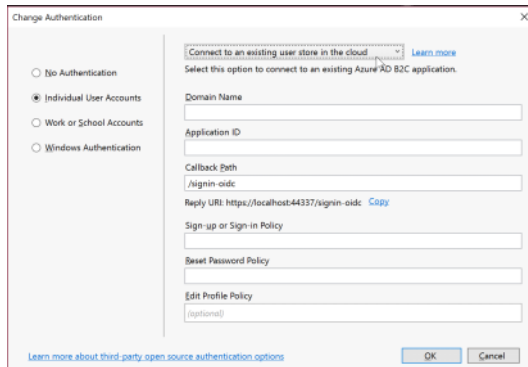 Change Authentication
Connect to an existing user store in the cloud
Learn more
Select this option to connect to an existing Azure AD B2C application.
No Authentication
Individual User Accounts
Work or School Accounts
Windows Authentication
Domain Name
Application ID
Callback Path
/signin-oidc
Reply URI: https://localhost:44337/signin-oidc Copy
Sign-up or Sign-in Policy
Reset Password Policy
Edit Profile Policy
(optional)
Learn more about third-party open source authentication options
OK
Cancel